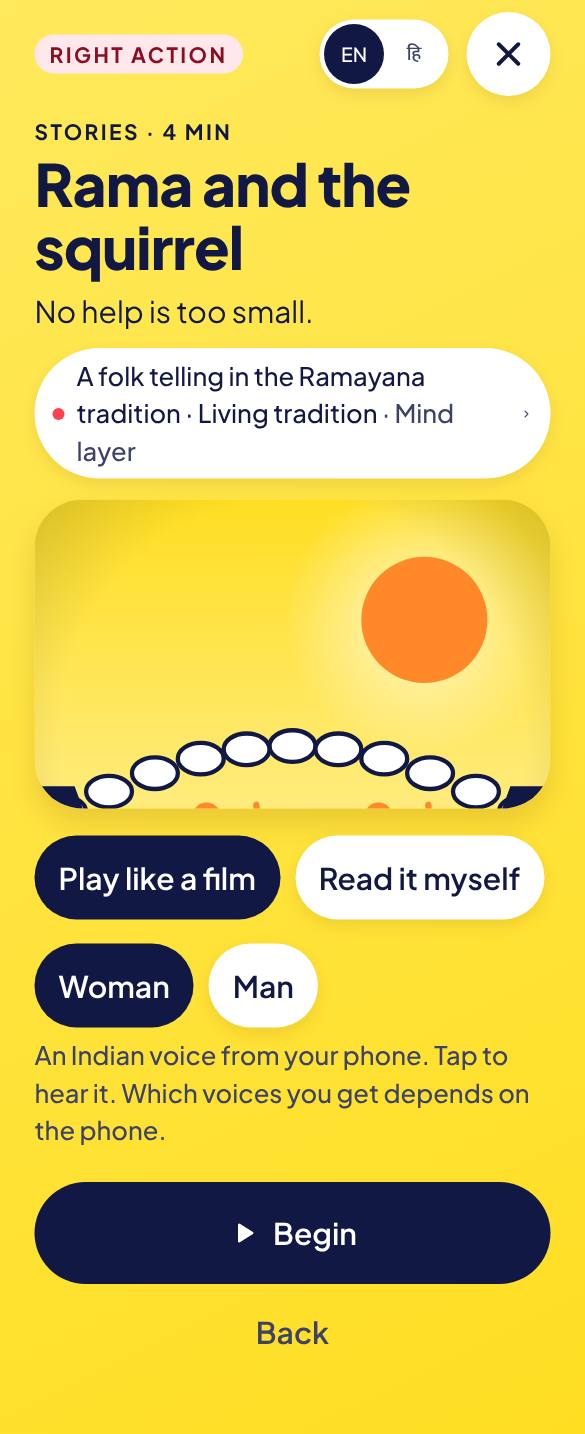 RIGHT ACTION
EN
हि
STORIES · 4 MIN
Rama and the
squirrel
No help is too small.
A folk telling in the Ramayana
tradition · Living tradition · Mind
layer
Play like a film
Read it myself
Woman
Man
An Indian voice from your phone. Tap to
hear it. Which voices you get depends on
the phone.
Begin
Back